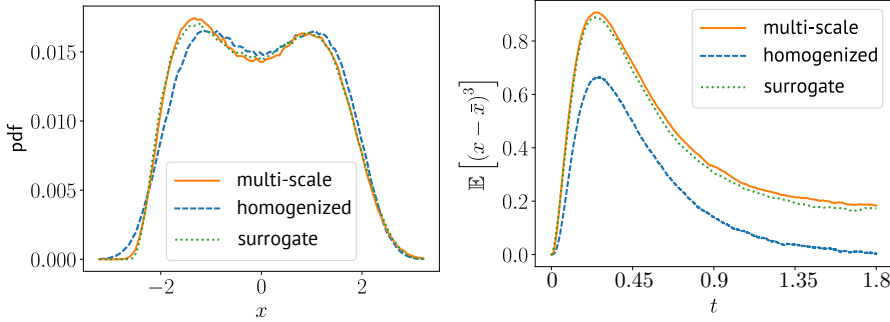 pdf
0.015
0.010
0.005
0.000
multi-scale
homogenized
surrogate
−2
0
2
x
𝔼 [(x − x̄)³]
0.8
0.6
0.4
0.2
0.0
multi-scale
homogenized
surrogate
0
0.45
0.9
1.35
1.8
t